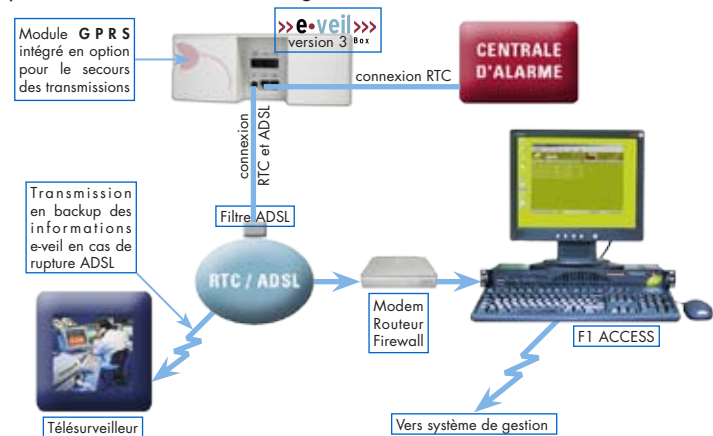 Module GPRS
intégré en option
pour le secours
des transmissions
>>e·veil>>>
Box
version 3
connexion RTC
CENTRALE
D'ALARME
connexion
RTC et ADSL
Transmission
en backup des
informations
e-veil en cas de
rupture ADSL
Filtre ADSL
RTC / ADSL
Modem
Routeur
Firewall
F1 ACCESS
Télésurveilleur
Vers système de gestion